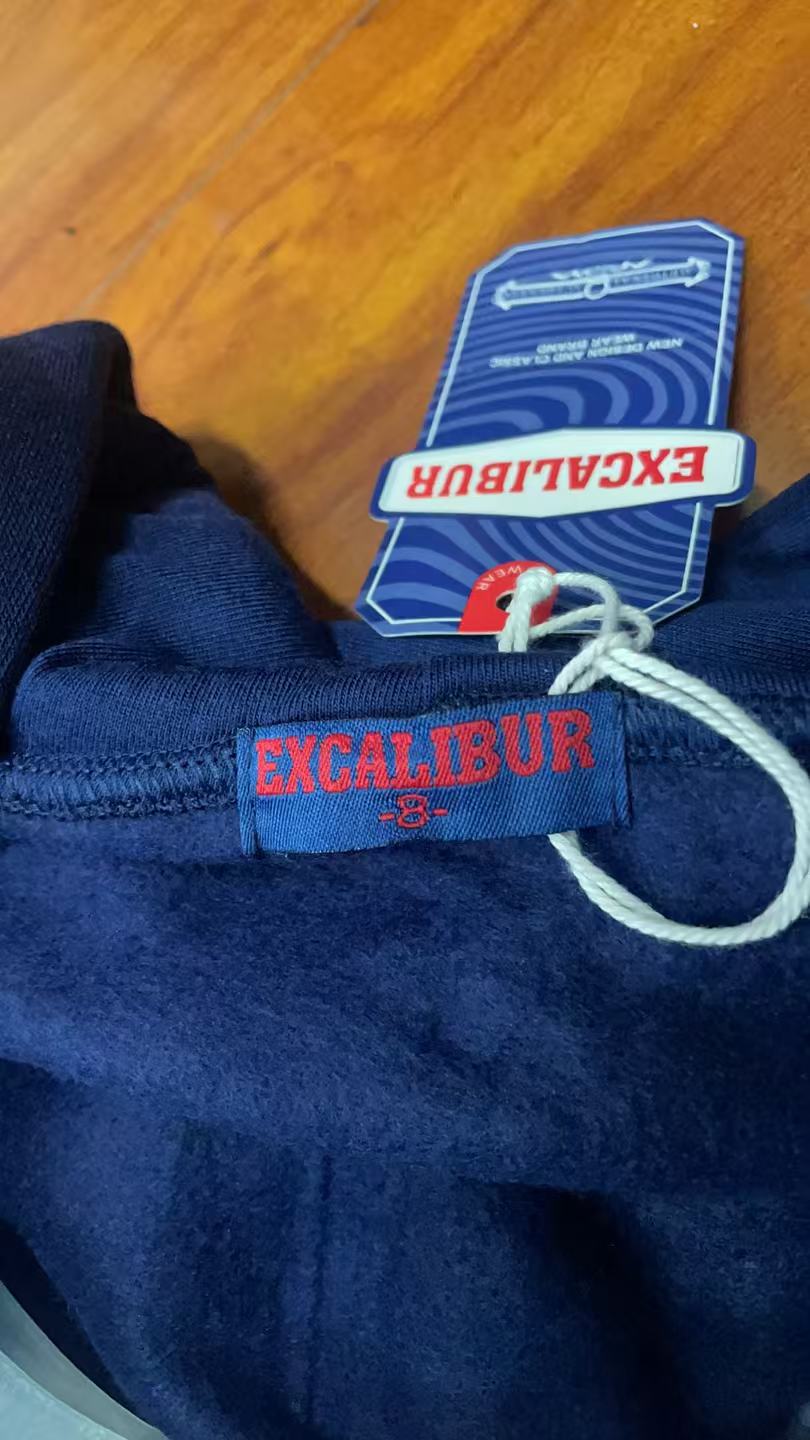 EXCALIBUR
-8-
WEAR
EXCALIBUR
NEW DESIGN AND CLASSIC
WEAR BRAND